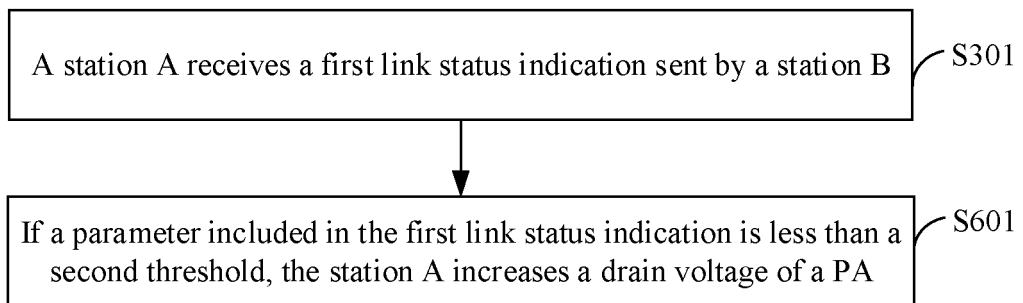 A station A receives a first link status indication sent by a station B
S301
If a parameter included in the first link status indication is less than a
second threshold, the station A increases a drain voltage of a PA
S601